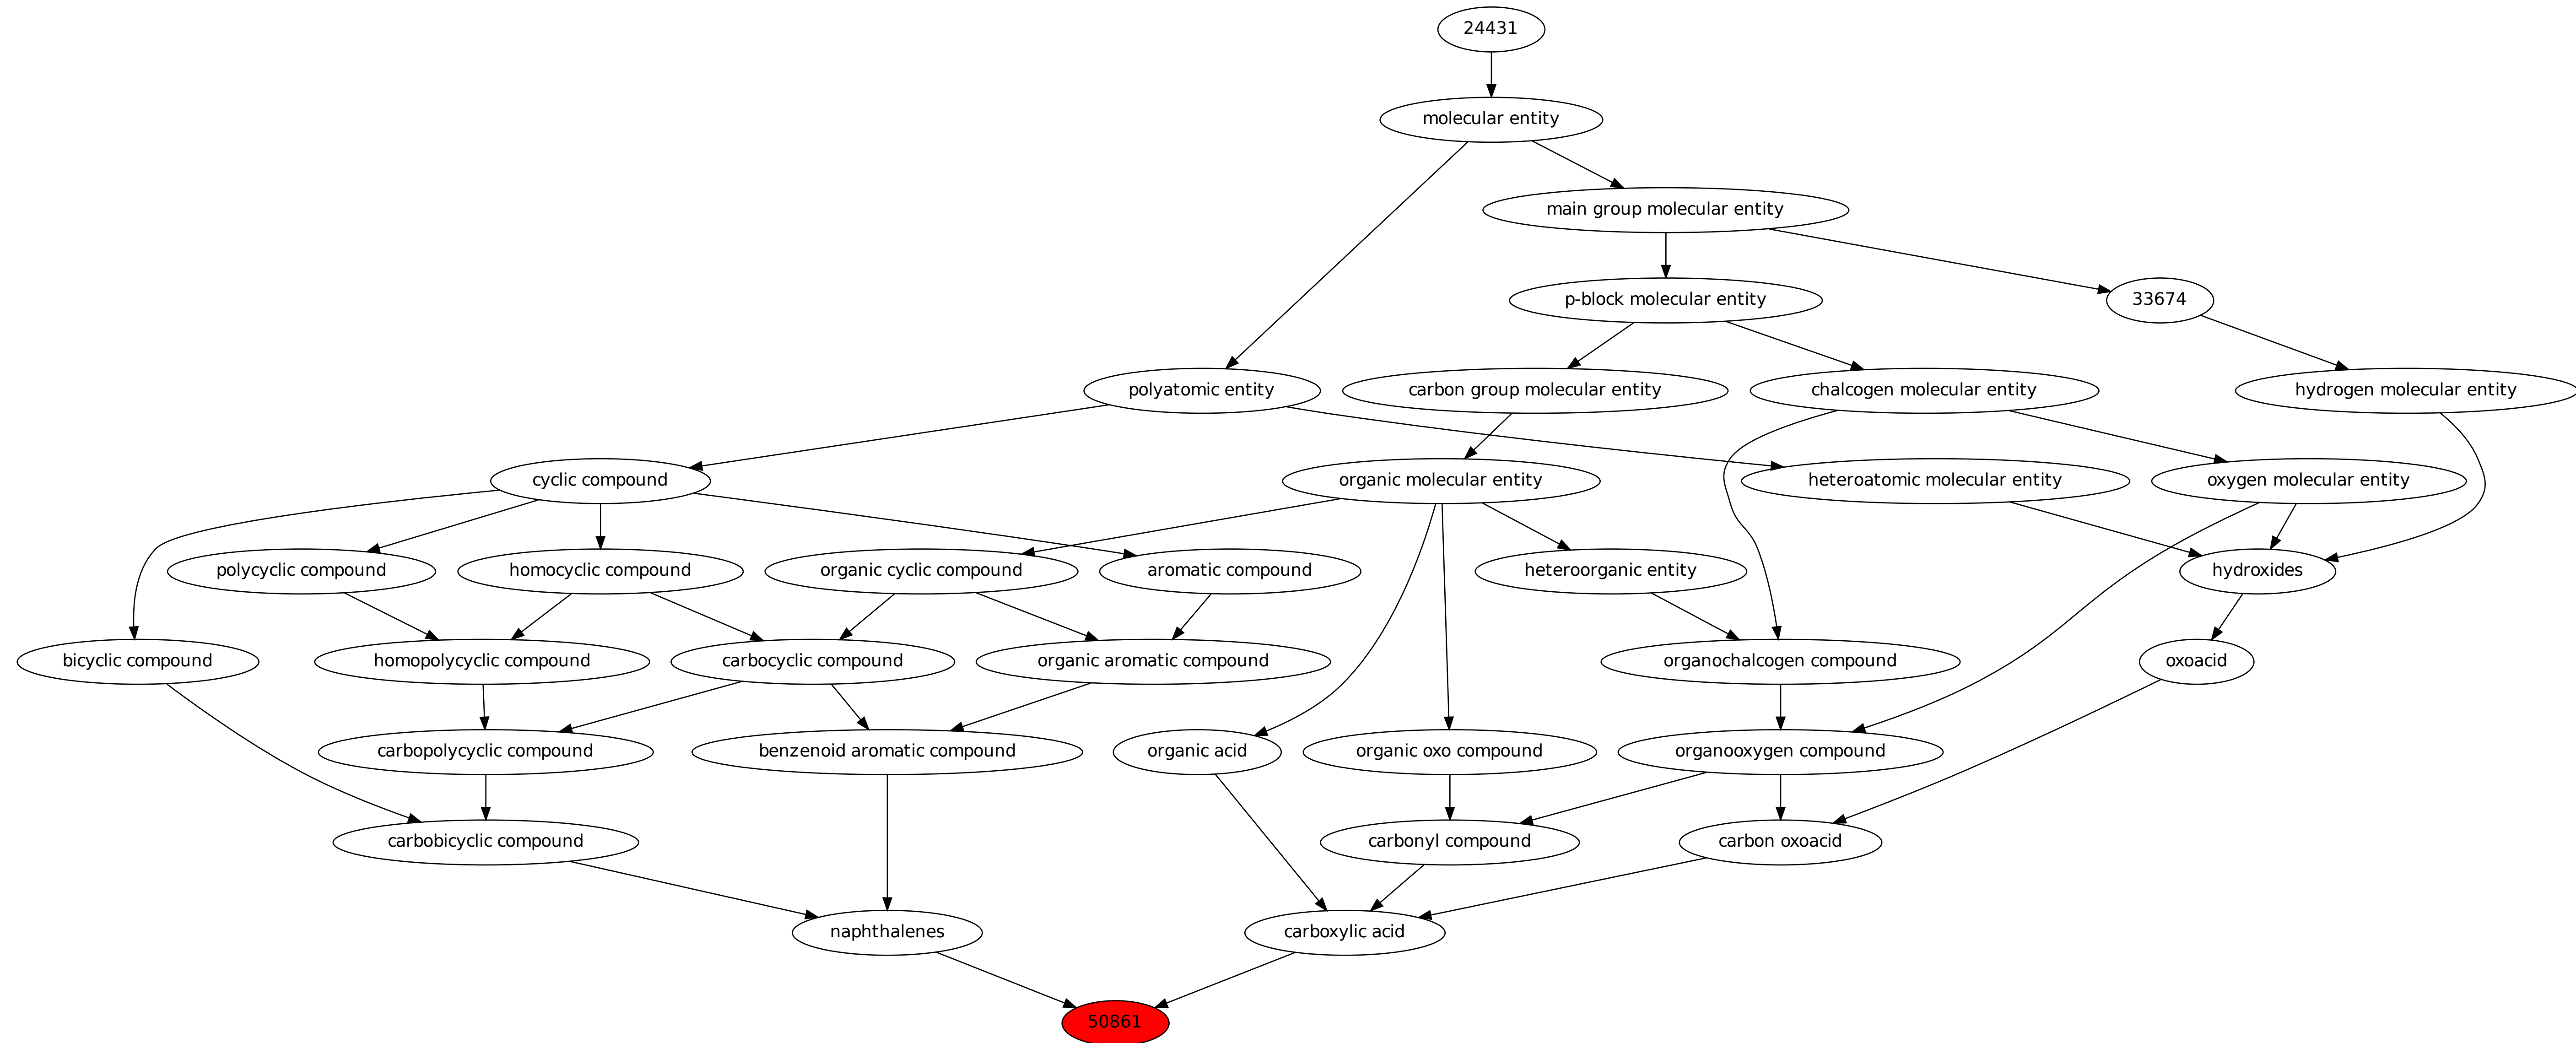 24431
molecular entity
main group molecular entity
p-block molecular entity
33674
polyatomic entity
carbon group molecular entity
chalcogen molecular entity
hydrogen molecular entity
cyclic compound
organic molecular entity
heteroatomic molecular entity
oxygen molecular entity
polycyclic compound
homocyclic compound
organic cyclic compound
aromatic compound
heteroorganic entity
hydroxides
bicyclic compound
homopolycyclic compound
carbocyclic compound
organic aromatic compound
organochalcogen compound
oxoacid
carbopolycyclic compound
benzenoid aromatic compound
organic acid
organic oxo compound
organooxygen compound
carbobicyclic compound
carbonyl compound
carbon oxoacid
naphthalenes
carboxylic acid
50861